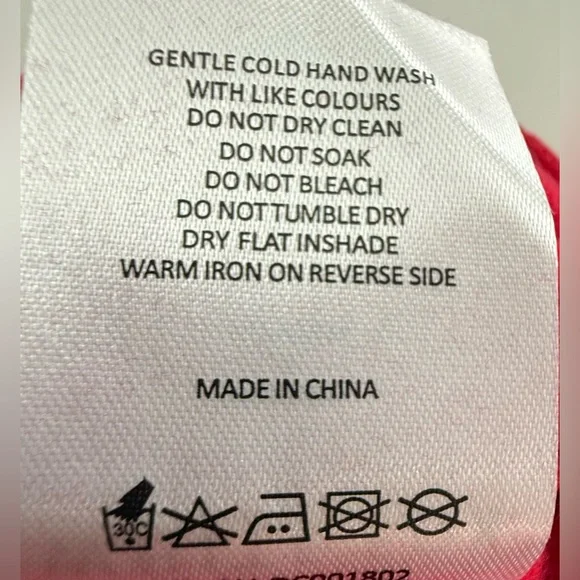 GENTLE COLD HAND WASH
WITH LIKE COLOURS
DO NOT DRY CLEAN
DO NOT SOAK
DO NOT BLEACH
DO NOT TUMBLE DRY
DRY FLAT INSHADE
WARM IRON ON REVERSE SIDE
MADE IN CHINA
30C